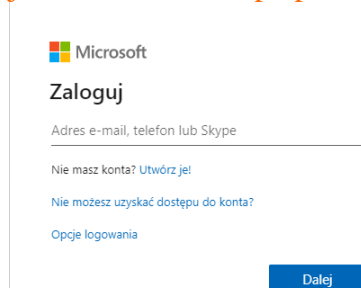 Microsoft
Zaloguj
Adres e-mail, telefon lub Skype
Nie masz konta? Utwórz je!
Nie możesz uzyskać dostępu do konta?
Opcje logowania
Dalej